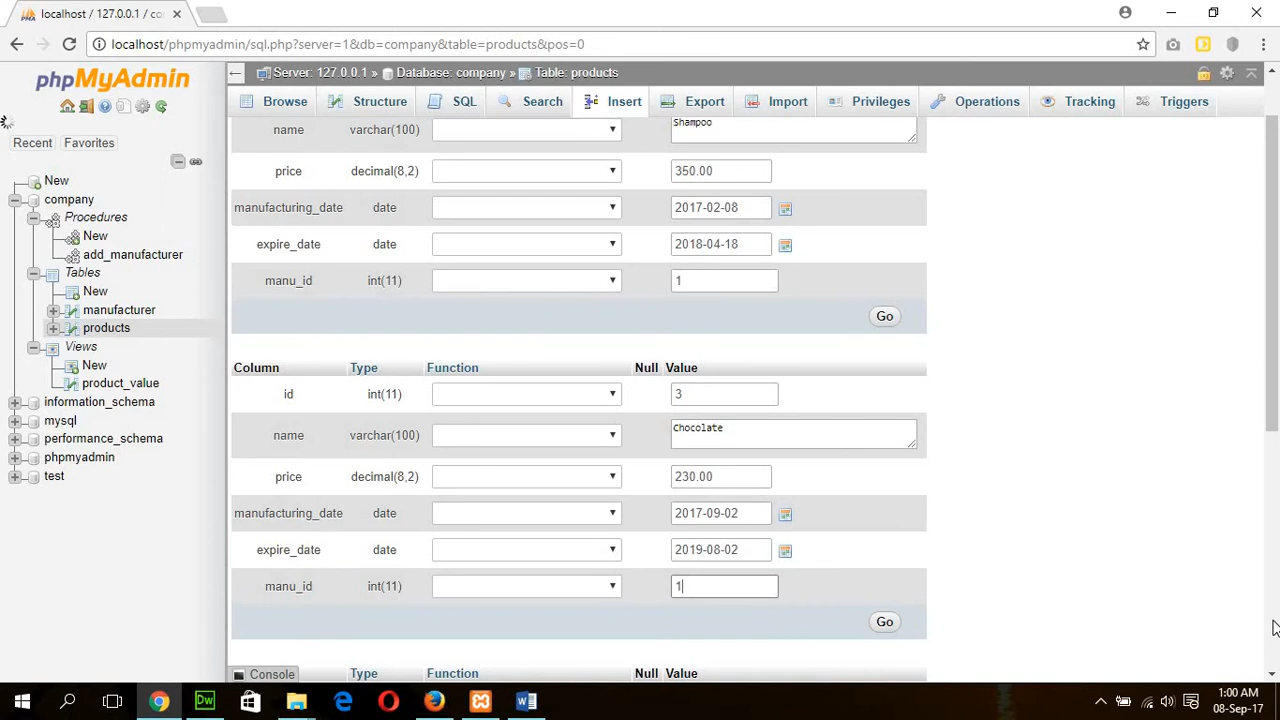 localhost / 127.0.0.1 / co
localhost/phpmyadmin/sql.php?server=1&db=company&table=products&pos=0
phpMyAdmin
Recent Favorites
New
company
Procedures
New
add_manufacturer
Tables
New
manufacturer
products
Views
New
product_value
information_schema
mysql
performance_schema
phpmyadmin
test
Server: 127.0.0.1 » Database: company » Table: products
Browse Structure SQL Search Insert Export Import Privileges Operations Tracking Triggers
name varchar(100) Shampoo
price decimal(8,2) 350.00
manufacturing_date date 2017-02-08
expire_date date 2018-04-18
manu_id int(11) 1
Go
Column Type Function Null Value
id int(11) 3
name varchar(100) Chocolate
price decimal(8,2) 230.00
manufacturing_date date 2017-09-02
expire_date date 2019-08-02
manu_id int(11) 1
Go
Console Type Function Null Value
Dw
1:00 AM
08-Sep-17